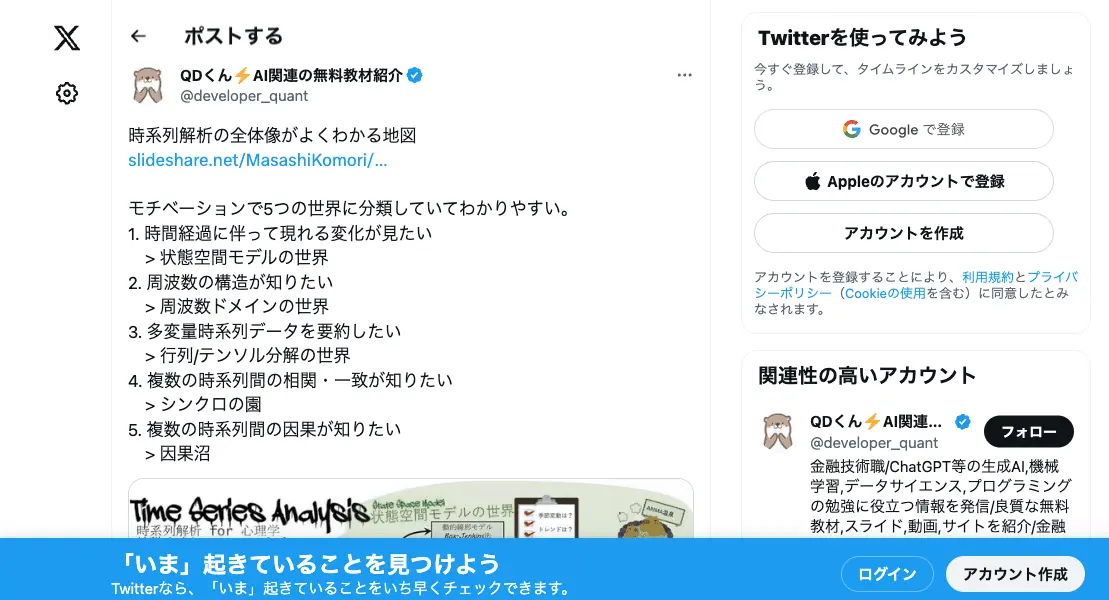 ポストする
QDくん⚡AI関連の無料教材紹介
@developer_quant
時系列解析の全体像がよくわかる地図
slideshare.net/MasashiKomori/…
モチベーションで5つの世界に分類していてわかりやすい。
1. 時間経過に伴って現れる変化が見たい
> 状態空間モデルの世界
2. 周波数の構造が知りたい
> 周波数ドメインの世界
3. 多変量時系列データを要約したい
> 行列/テンソル分解の世界
4. 複数の時系列間の相関・一致が知りたい
> シンクロの園
5. 複数の時系列間の因果が知りたい
> 因果沼
Time Series Analysis
時系列解析 for 心理学
State Space Models
状態空間モデルの世界
動的線形モデル
Box-Jenkins法
季節変動は？
トレンドは？
ARIMA温泉
Twitterを使ってみよう
今すぐ登録して、タイムラインをカスタマイズしましょ
う。
Google で登録
Appleのアカウントで登録
アカウントを作成
アカウントを登録することにより、利用規約とプライバ
シーポリシー（Cookieの使用を含む）に同意したとみ
なされます。
関連性の高いアカウント
QDくん⚡AI関連...
@developer_quant
フォロー
金融技術職/ChatGPT等の生成AI,機械
学習,データサイエンス,プログラミング
の勉強に役立つ情報を発信/良質な無料
教材,スライド,動画,サイトを紹介/金融
「いま」起きていることを見つけよう
Twitterなら、「いま」起きていることをいち早くチェックできます。
ログイン
アカウント作成